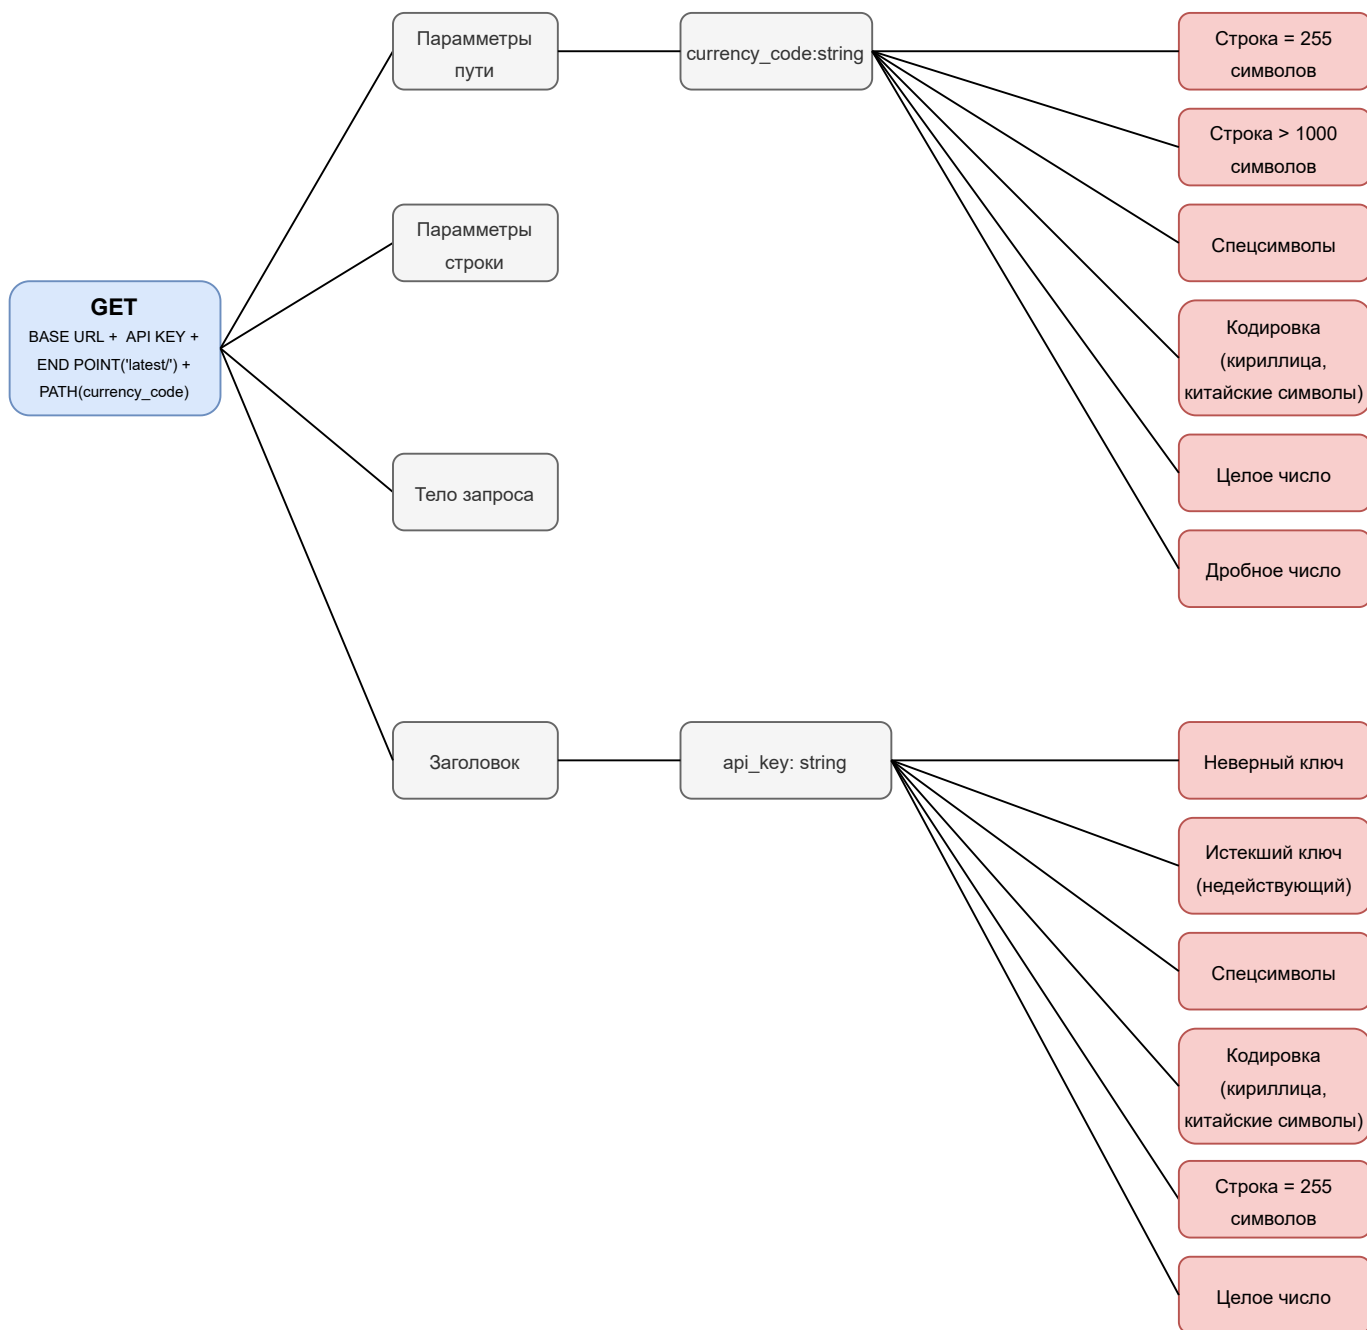 GET
BASE URL + API KEY +
END POINT('latest/') +
PATH(currency_code)
Парамметры
пути
Парамметры
строки
Тело запроса
Заголовок
currency_code:string
api_key: string
Строка = 255
символов
Строка > 1000
символов
Спецсимволы
Кодировка
(кириллица,
китайские символы)
Целое число
Дробное число
Неверный ключ
Истекший ключ
(недействующий)
Спецсимволы
Кодировка
(кириллица,
китайские символы)
Строка = 255
символов
Целое число